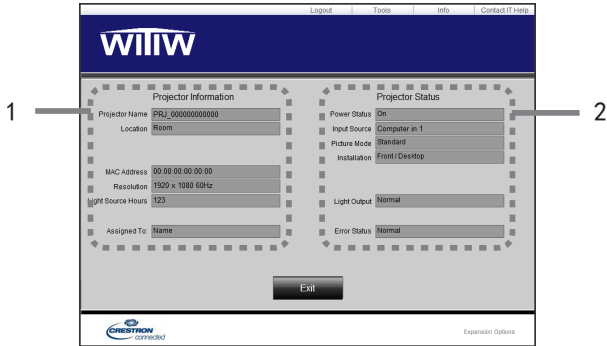 Logout Tools Info Contact IT Help
WiTiW
1
2
Projector Information
Projector Name PRJ_000000000000
Location Room
MAC Address 00:00:00:00:00:00
Resolution 1920 x 1080 60Hz
Light Source Hours 123
Assigned To: Name
Projector Status
Power Status On
Input Source Computer in 1
Picture Mode Standard
Installation Front / Desktop
Light Output Normal
Error Status Normal
Exit
CRESTRON
connected
Expansion Options